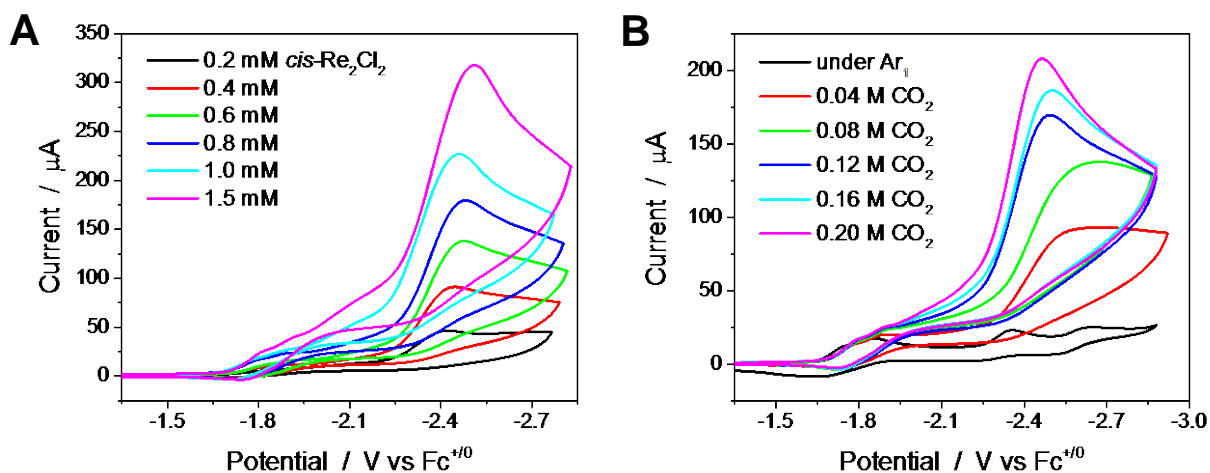 A
350
300
250
200
150
100
50
0
Current / µA
0.2 mM cis-Re₂Cl₂
0.4 mM
0.6 mM
0.8 mM
1.0 mM
1.5 mM
-1.5 -1.8 -2.1 -2.4 -2.7
Potential / V vs Fc⁺/⁰
B
200
150
100
50
0
Current / µA
under Ar₁
0.04 M CO₂
0.08 M CO₂
0.12 M CO₂
0.16 M CO₂
0.20 M CO₂
-1.5 -1.8 -2.1 -2.4 -2.7 -3.0
Potential / V vs Fc⁺/⁰